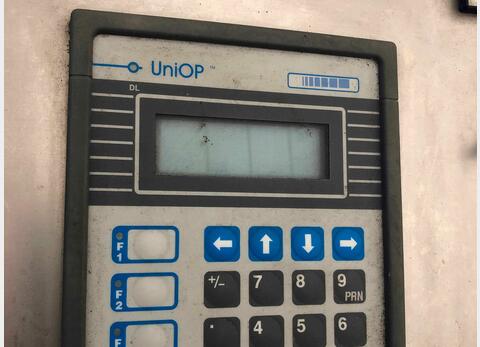 UniOP™
DL
F1
+/- 7 8 9 PRN
F2
. 4 5 6
F